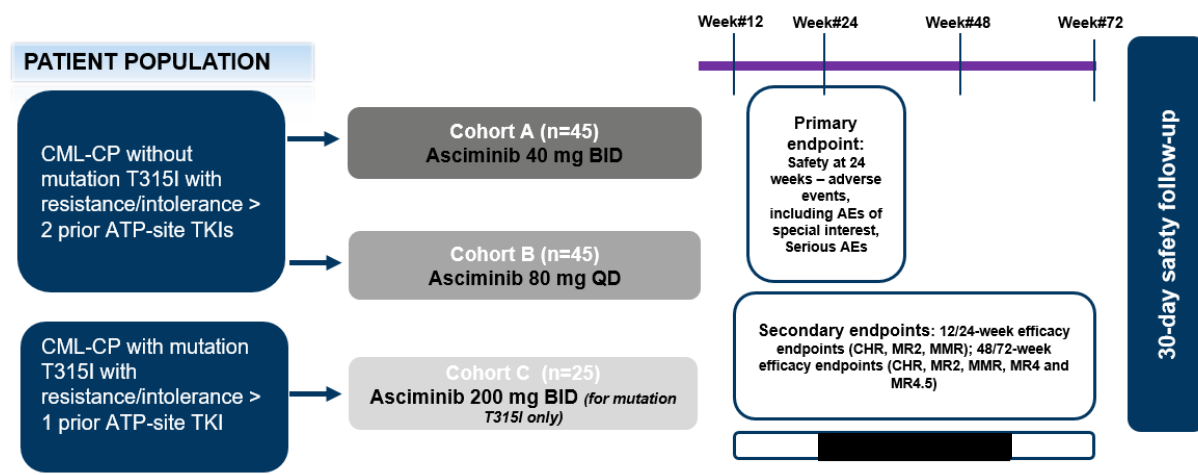 Week#12
Week#24
Week#48
Week#72
PATIENT POPULATION
CML-CP without
mutation T315I with
resistance/intolerance >
2 prior ATP-site TKIs
Cohort A (n=45)
Asciminib 40 mg BID
Cohort B (n=45)
Asciminib 80 mg QD
CML-CP with mutation
T315I with
resistance/intolerance >
1 prior ATP-site TKI
Cohort C (n=25)
Asciminib 200 mg BID (for mutation
T315I only)
Primary
endpoint:
Safety at 24
weeks – adverse
events,
including AEs of
special interest,
Serious AEs
Secondary endpoints: 12/24-week efficacy
endpoints (CHR, MR2, MMR); 48/72-week
efficacy endpoints (CHR, MR2, MMR, MR4 and
MR4.5)
30-day safety follow-up